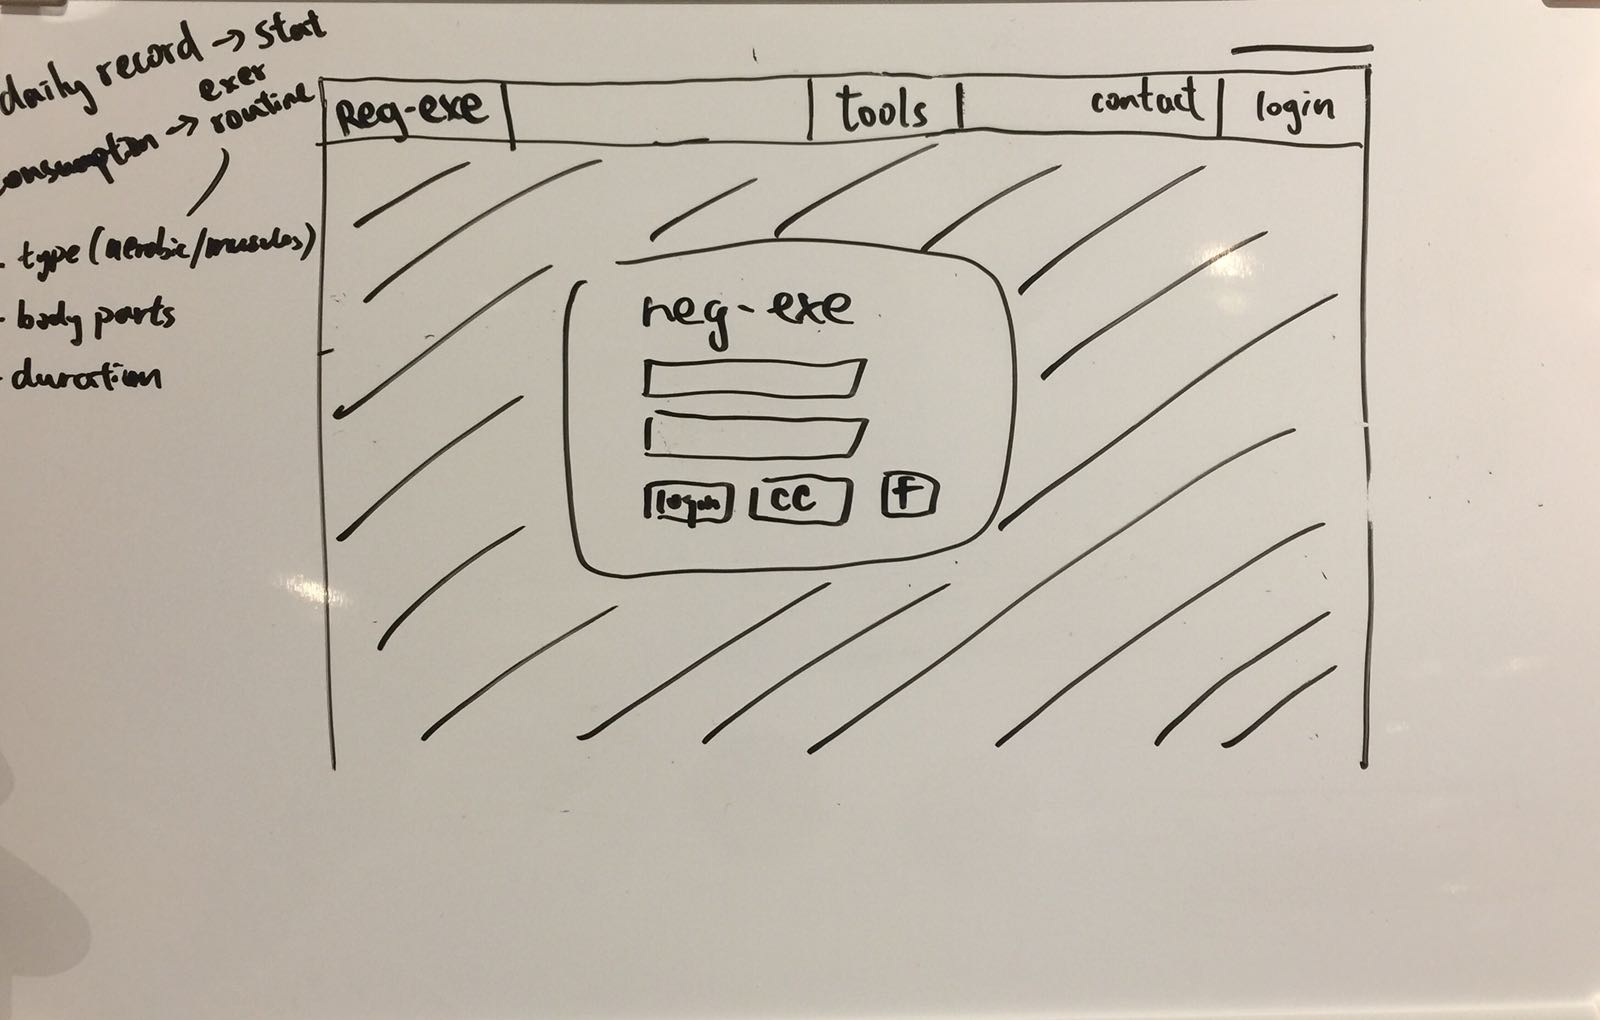 daily record → stat
consumption → exer routine
- type (aerobic/muscles)
- body parts
- duration
Reg-exe
tools
contact
login
reg-exe
login
CC
f